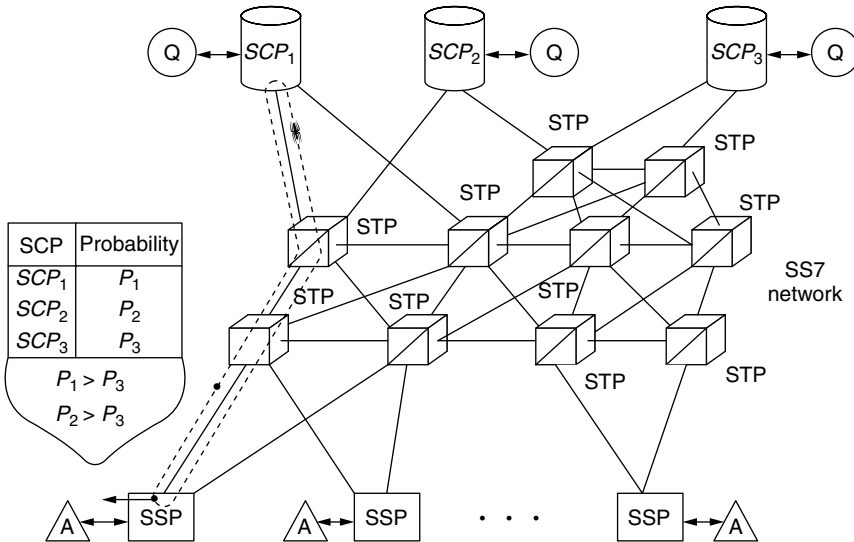 Q
SCP1
SCP2
Q
SCP3
Q
STP
STP
STP
STP
STP
SS7
network
SCP Probability
SCP1 P1
SCP2 P2
SCP3 P3
P1 > P3
P2 > P3
STP
STP
STP
STP
STP
A
SSP
A
SSP
. . .
SSP
A